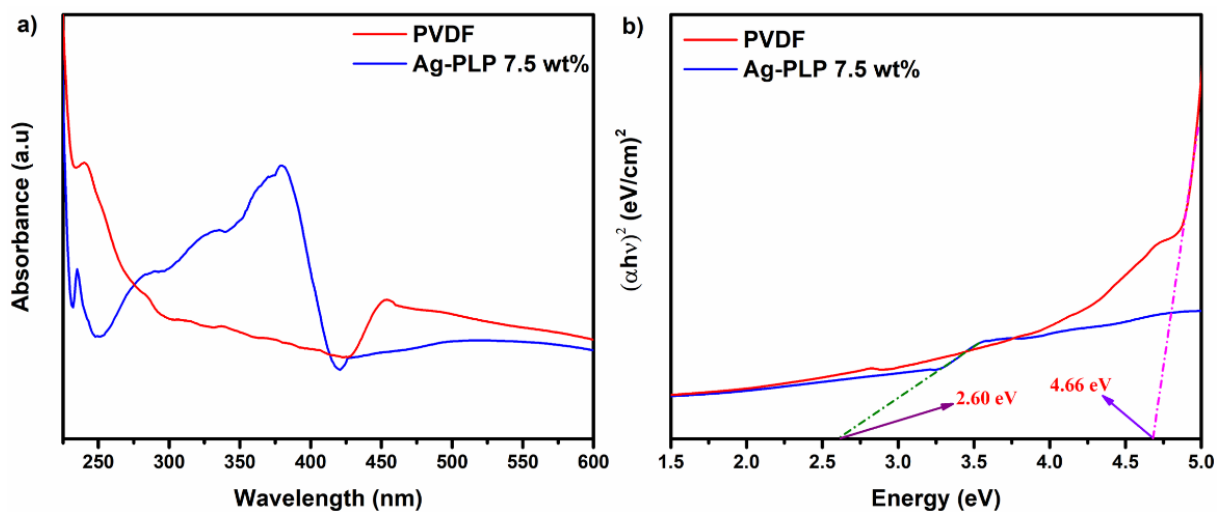 a)
PVDF
Ag-PLP 7.5 wt%
Absorbance (a.u)
250 300 350 400 450 500 550 600
Wavelength (nm)
b)
PVDF
Ag-PLP 7.5 wt%
(αhν)² (eV/cm)²
2.60 eV
4.66 eV
1.5 2.0 2.5 3.0 3.5 4.0 4.5 5.0
Energy (eV)